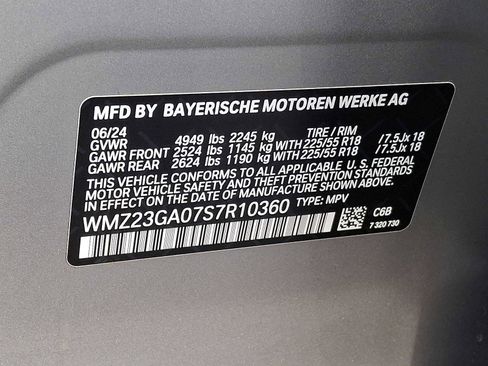 MFD BY BAYERISCHE MOTOREN WERKE AG
06/24 TIRE / RIM
GVWR 4949 lbs 2245 kg
GAWR FRONT 2524 lbs 1145 kg WITH 225/55 R18 /7.5Jx 18
GAWR REAR 2624 lbs 1190 kg WITH 225/55 R18 /7.5Jx 18
THIS VEHICLE CONFORMS TO ALL APPLICABLE U. S. FEDERAL
MOTOR VEHICLE SAFETY, BUMPER, AND THEFT PREVENTION STANDARDS IN
EFFECT ON THE DATE OF MANUFACTURE SHOWN ABOVE.
WMZ23GA07S7R10360 TYPE: MPV
C6B
7 320 730